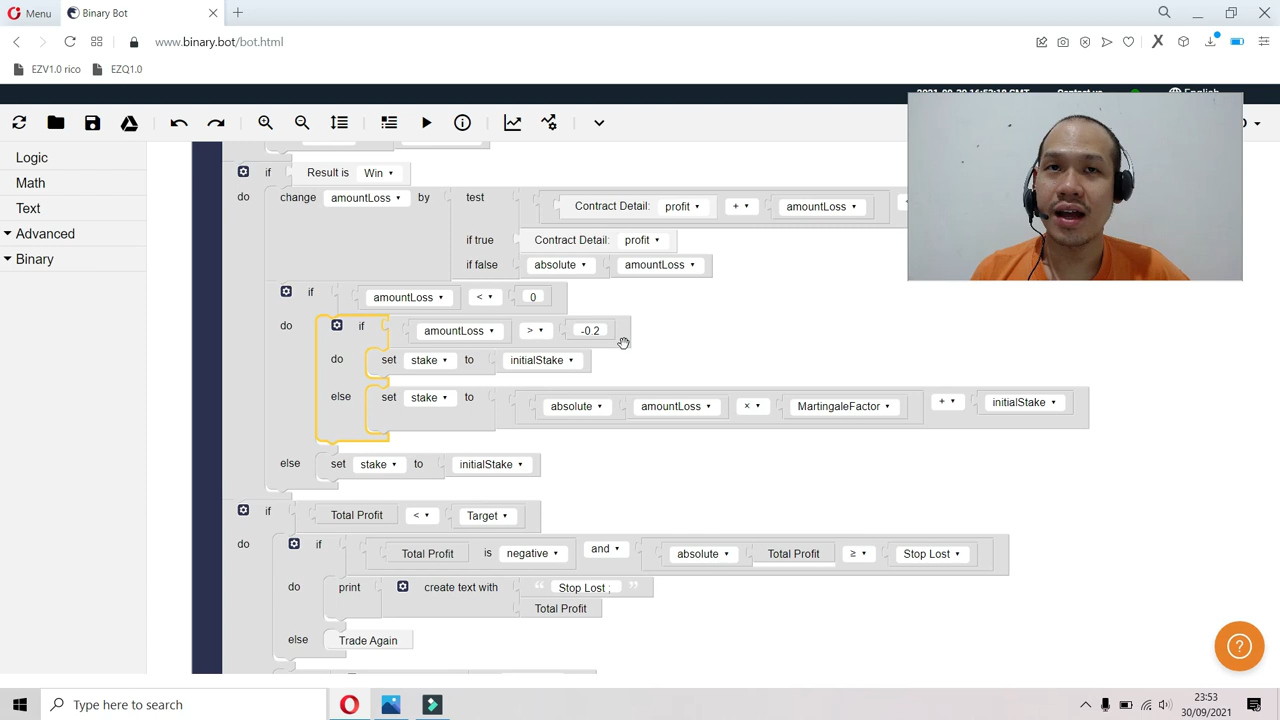 Menu
Binary Bot
www.binary.bot/bot.html
EZV1.0 rico
EZQ1.0
English
Logic
Math
Text
Advanced
Binary
if Result is Win
do change amountLoss by test Contract Detail: profit + amountLoss
if true Contract Detail: profit
if false absolute amountLoss
if amountLoss < 0
do if amountLoss > -0.2
do set stake to initialStake
else set stake to absolute amountLoss × MartingaleFactor + initialStake
else set stake to initialStake
if Total Profit < Target
do if Total Profit is negative and absolute Total Profit ≥ Stop Lost
do print create text with “ Stop Lost : ”
Total Profit
else Trade Again
Type here to search
23:53
30/09/2021